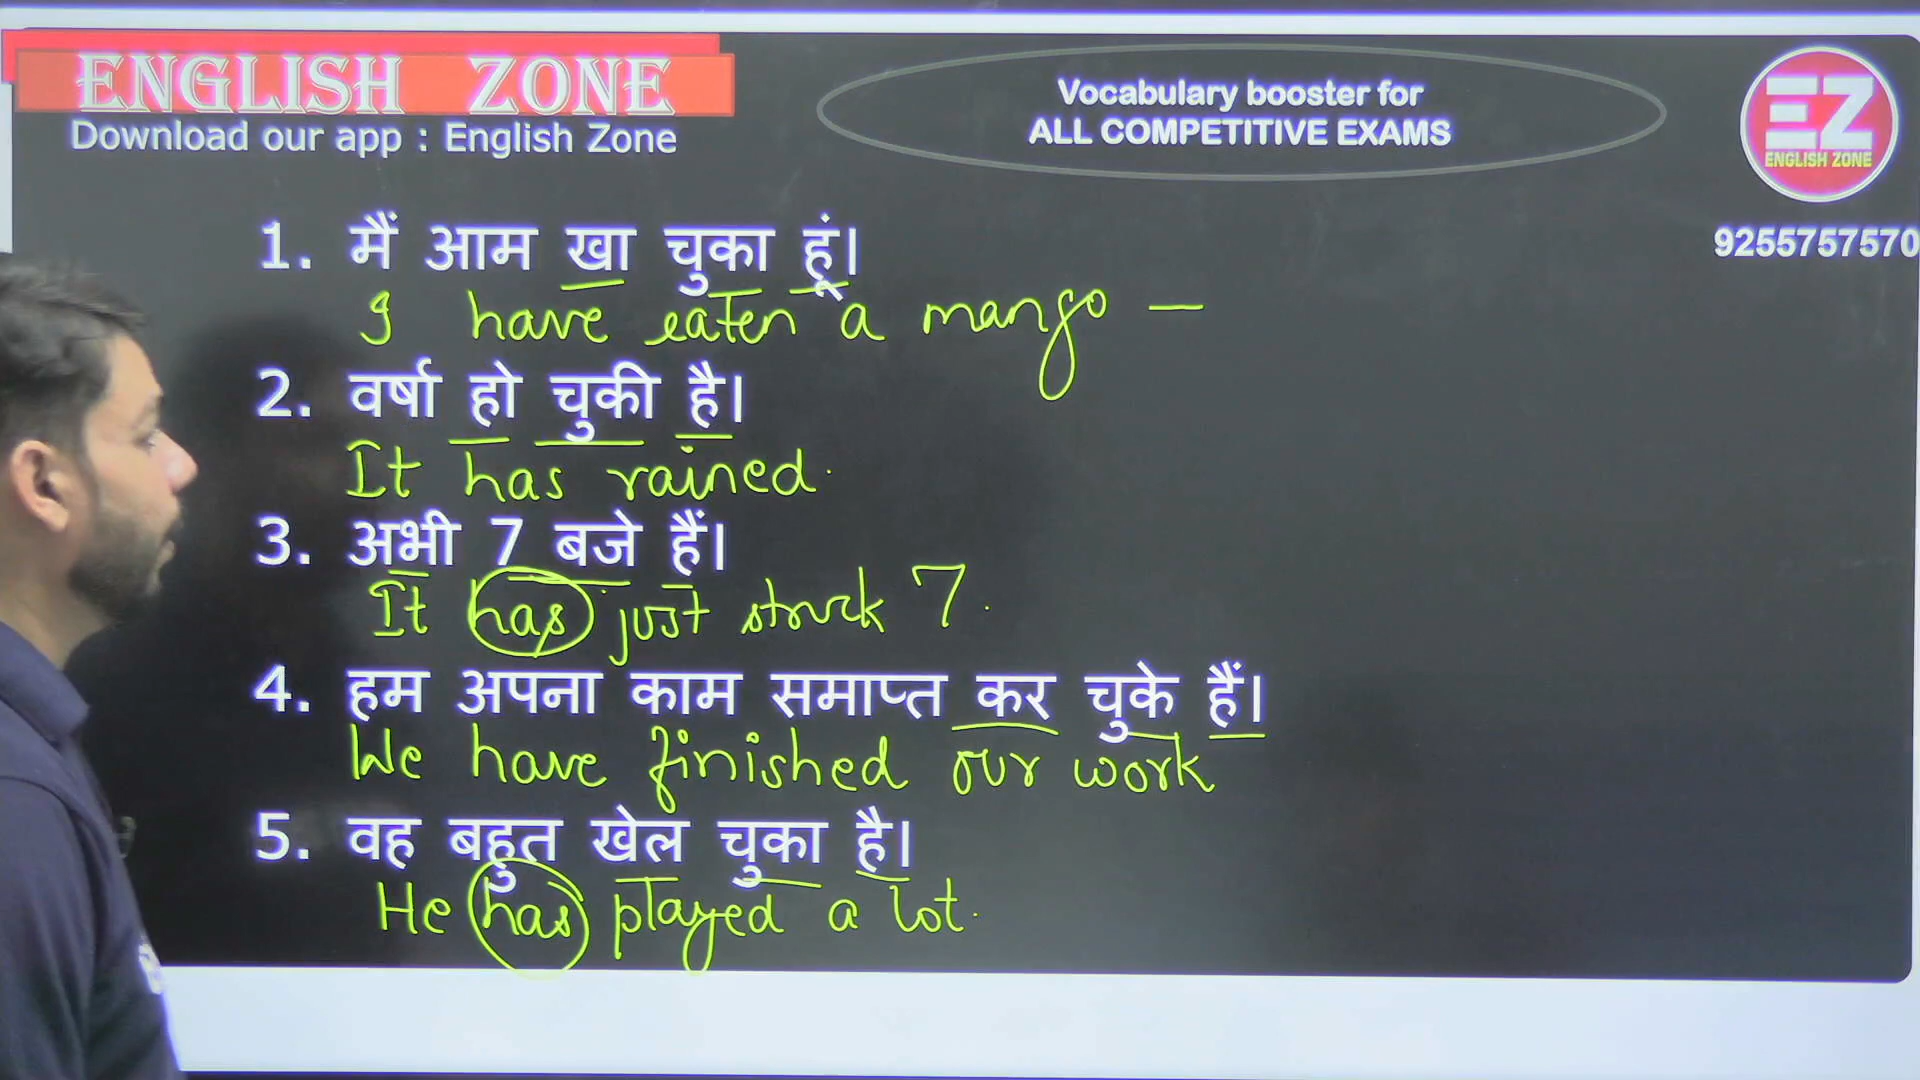 ENGLISH ZONE
Download our app : English Zone
Vocabulary booster for
ALL COMPETITIVE EXAMS
EZ
ENGLISH ZONE
9255757570
1. मैं आम खा चुका हूं।
I have eaten a mango —
2. वर्षा हो चुकी है।
It has rained.
3. अभी 7 बजे हैं।
It has just struck 7.
4. हम अपना काम समाप्त कर चुके हैं।
We have finished our work
5. वह बहुत खेल चुका है।
He has played a lot.